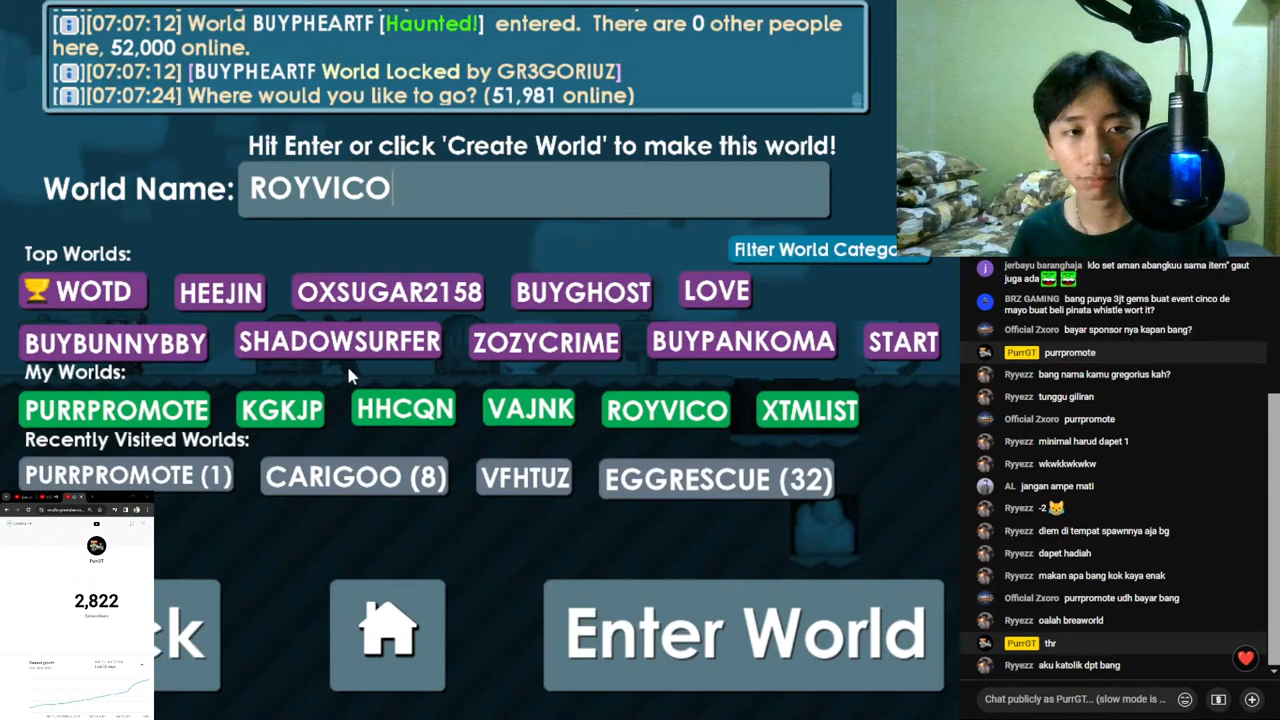 [07:07:12] World BUYPHEARTF [Haunted!] entered. There are 0 other people
here, 52,000 online.
[07:07:12] [BUYPHEARTF World Locked by GR3GORIUZ]
[07:07:24] Where would you like to go? (51,981 online)
Hit Enter or click 'Create World' to make this world!
World Name: ROYVICO
Top Worlds:
Filter World Catego
WOTD HEEJIN OXSUGAR2158 BUYGHOST LOVE
BUYBUNNYBBY SHADOWSURFER ZOZYCRIME BUYPANKOMA START
My Worlds:
PURRPROMOTE KGKJP HHCQN VAJNK ROYVICO XTMLIST
Recently Visited Worlds:
PURRPROMOTE (1) CARIGOO (8) VFHTUZ EGGRESCUE (32)
PurrGT
2,822
Subscribers
ck
Enter World
jerbayu baranghaja klo set aman abangkuu sama item" gaut
juga ada
BRZ GAMING bang punya 3jt gems buat event cinco de
mayo buat beli pinata whistle wort it?
Official Zxoro bayar sponsor nya kapan bang?
PurrGT purrpromote
Ryyezz bang nama kamu gregorius kah?
Ryyezz tunggu giliran
Official Zxoro purrpromote
Ryyezz minimal harud dapet 1
Ryyezz wkwkkwkwkw
AL jangan ampe mati
Ryyezz -2
Ryyezz diem di tempat spawnnya aja bg
Ryyezz dapet hadiah
Ryyezz makan apa bang kok kaya enak
Official Zxoro purrpromote udh bayar bang
Ryyezz oalah breaworld
PurrGT thr
Ryyezz aku katolik dpt bang
Chat publicly as PurrGT... (slow mode is ...